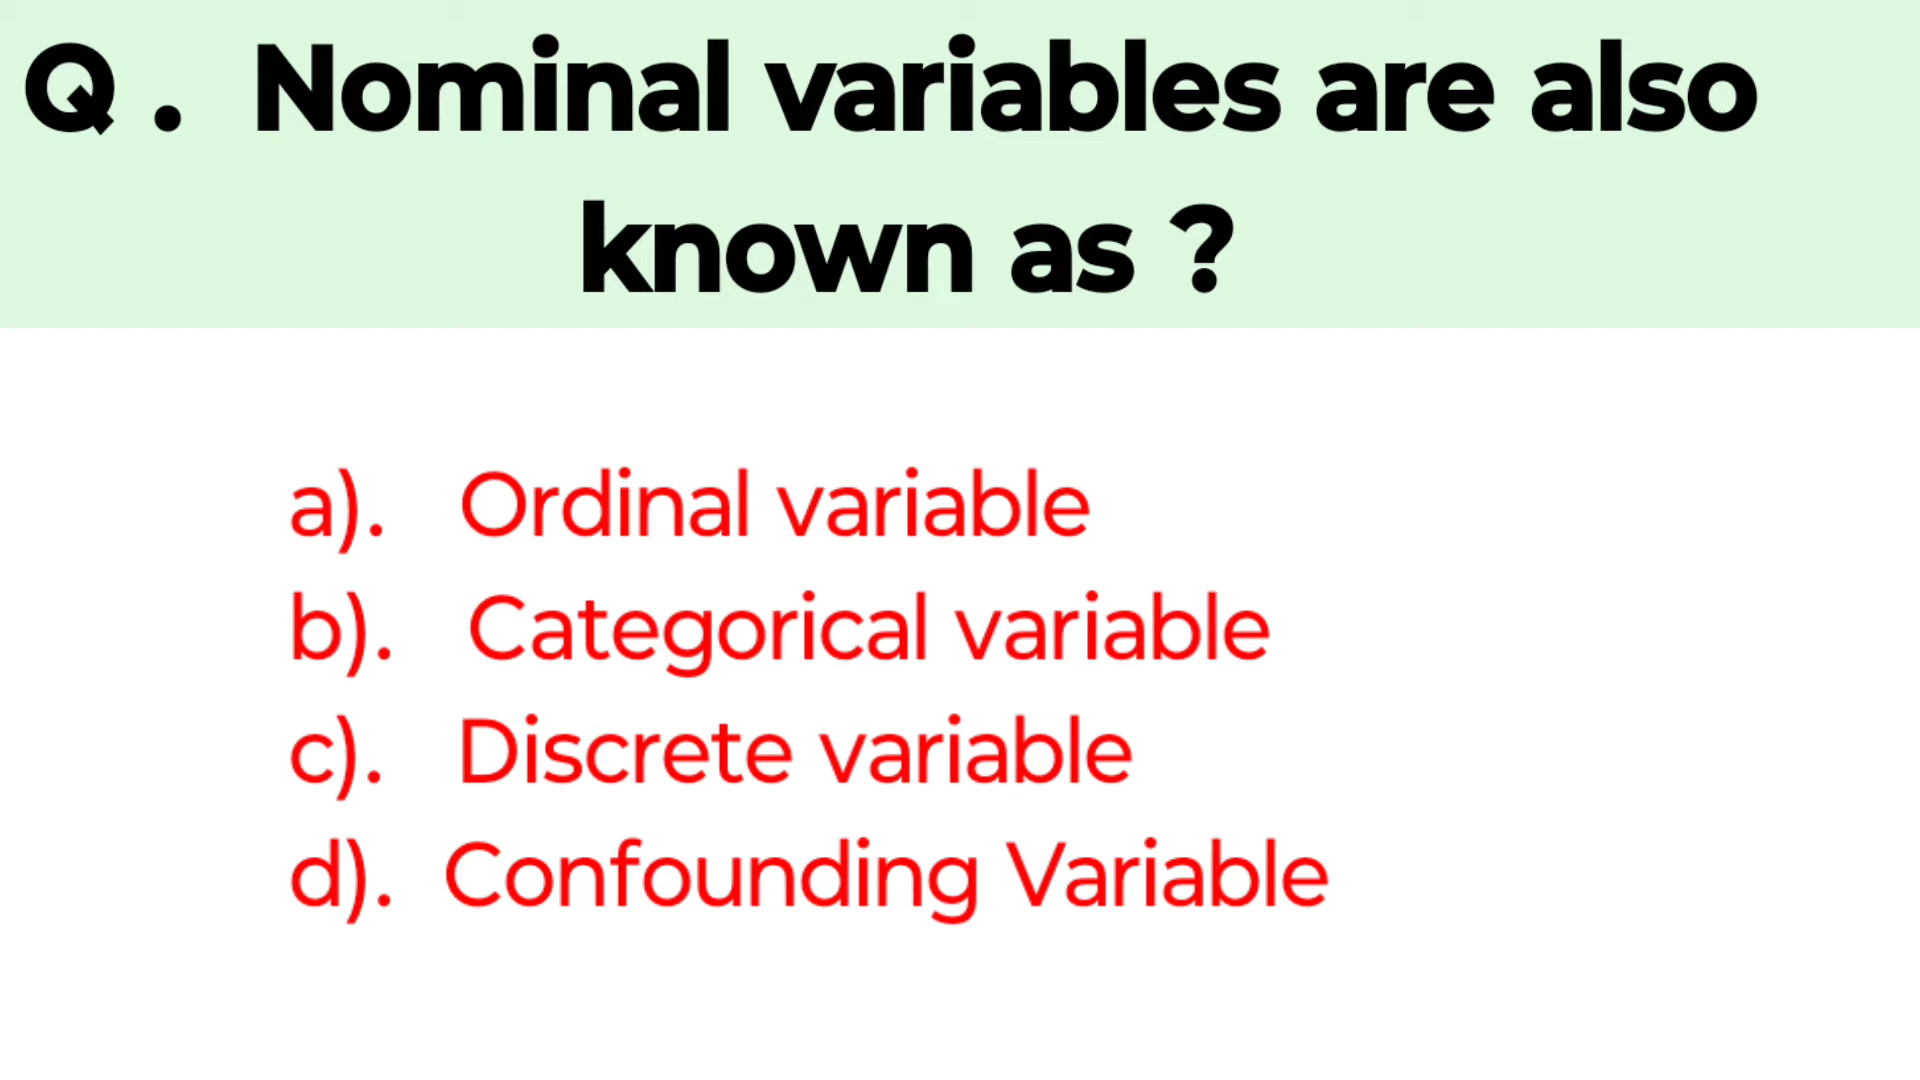 Q . Nominal variables are also
known as ?
a). Ordinal variable
b). Categorical variable
c). Discrete variable
d). Confounding Variable